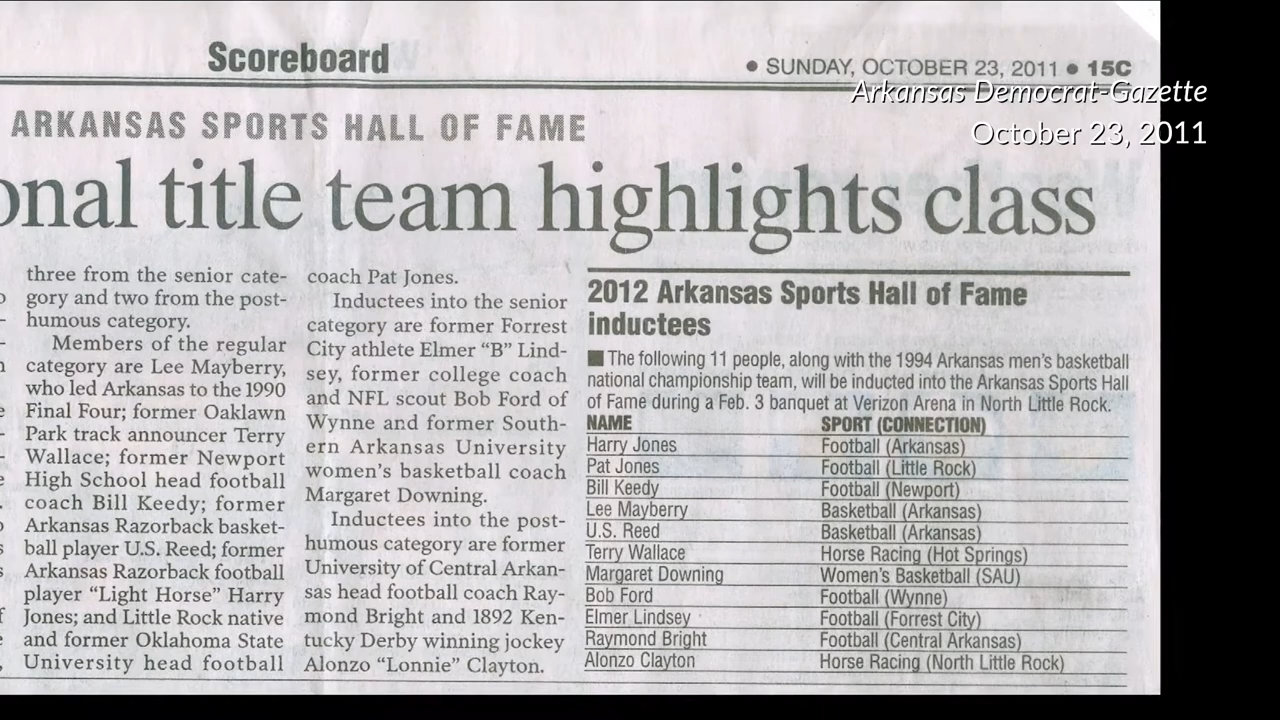 Scoreboard
● SUNDAY, OCTOBER 23, 2011 ● 15C
Arkansas Democrat-Gazette
October 23, 2011
ARKANSAS SPORTS HALL OF FAME
onal title team highlights class
three from the senior cate-
gory and two from the post-
humous category.
Members of the regular
category are Lee Mayberry,
who led Arkansas to the 1990
Final Four; former Oaklawn
Park track announcer Terry
Wallace; former Newport
High School head football
coach Bill Keedy; former
Arkansas Razorback basket-
ball player U.S. Reed; former
Arkansas Razorback football
player “Light Horse” Harry
Jones; and Little Rock native
and former Oklahoma State
University head football
coach Pat Jones.
Inductees into the senior
category are former Forrest
City athlete Elmer “B” Lind-
sey, former college coach
and NFL scout Bob Ford of
Wynne and former South-
ern Arkansas University
women’s basketball coach
Margaret Downing.
Inductees into the post-
humous category are former
University of Central Arkan-
sas head football coach Ray-
mond Bright and 1892 Ken-
tucky Derby winning jockey
Alonzo “Lonnie” Clayton.
2012 Arkansas Sports Hall of Fame
inductees
■ The following 11 people, along with the 1994 Arkansas men’s basketball
national championship team, will be inducted into the Arkansas Sports Hall
of Fame during a Feb. 3 banquet at Verizon Arena in North Little Rock.
NAME SPORT (CONNECTION)
Harry Jones Football (Arkansas)
Pat Jones Football (Little Rock)
Bill Keedy Football (Newport)
Lee Mayberry Basketball (Arkansas)
U.S. Reed Basketball (Arkansas)
Terry Wallace Horse Racing (Hot Springs)
Margaret Downing Women’s Basketball (SAU)
Bob Ford Football (Wynne)
Elmer Lindsey Football (Forrest City)
Raymond Bright Football (Central Arkansas)
Alonzo Clayton Horse Racing (North Little Rock)